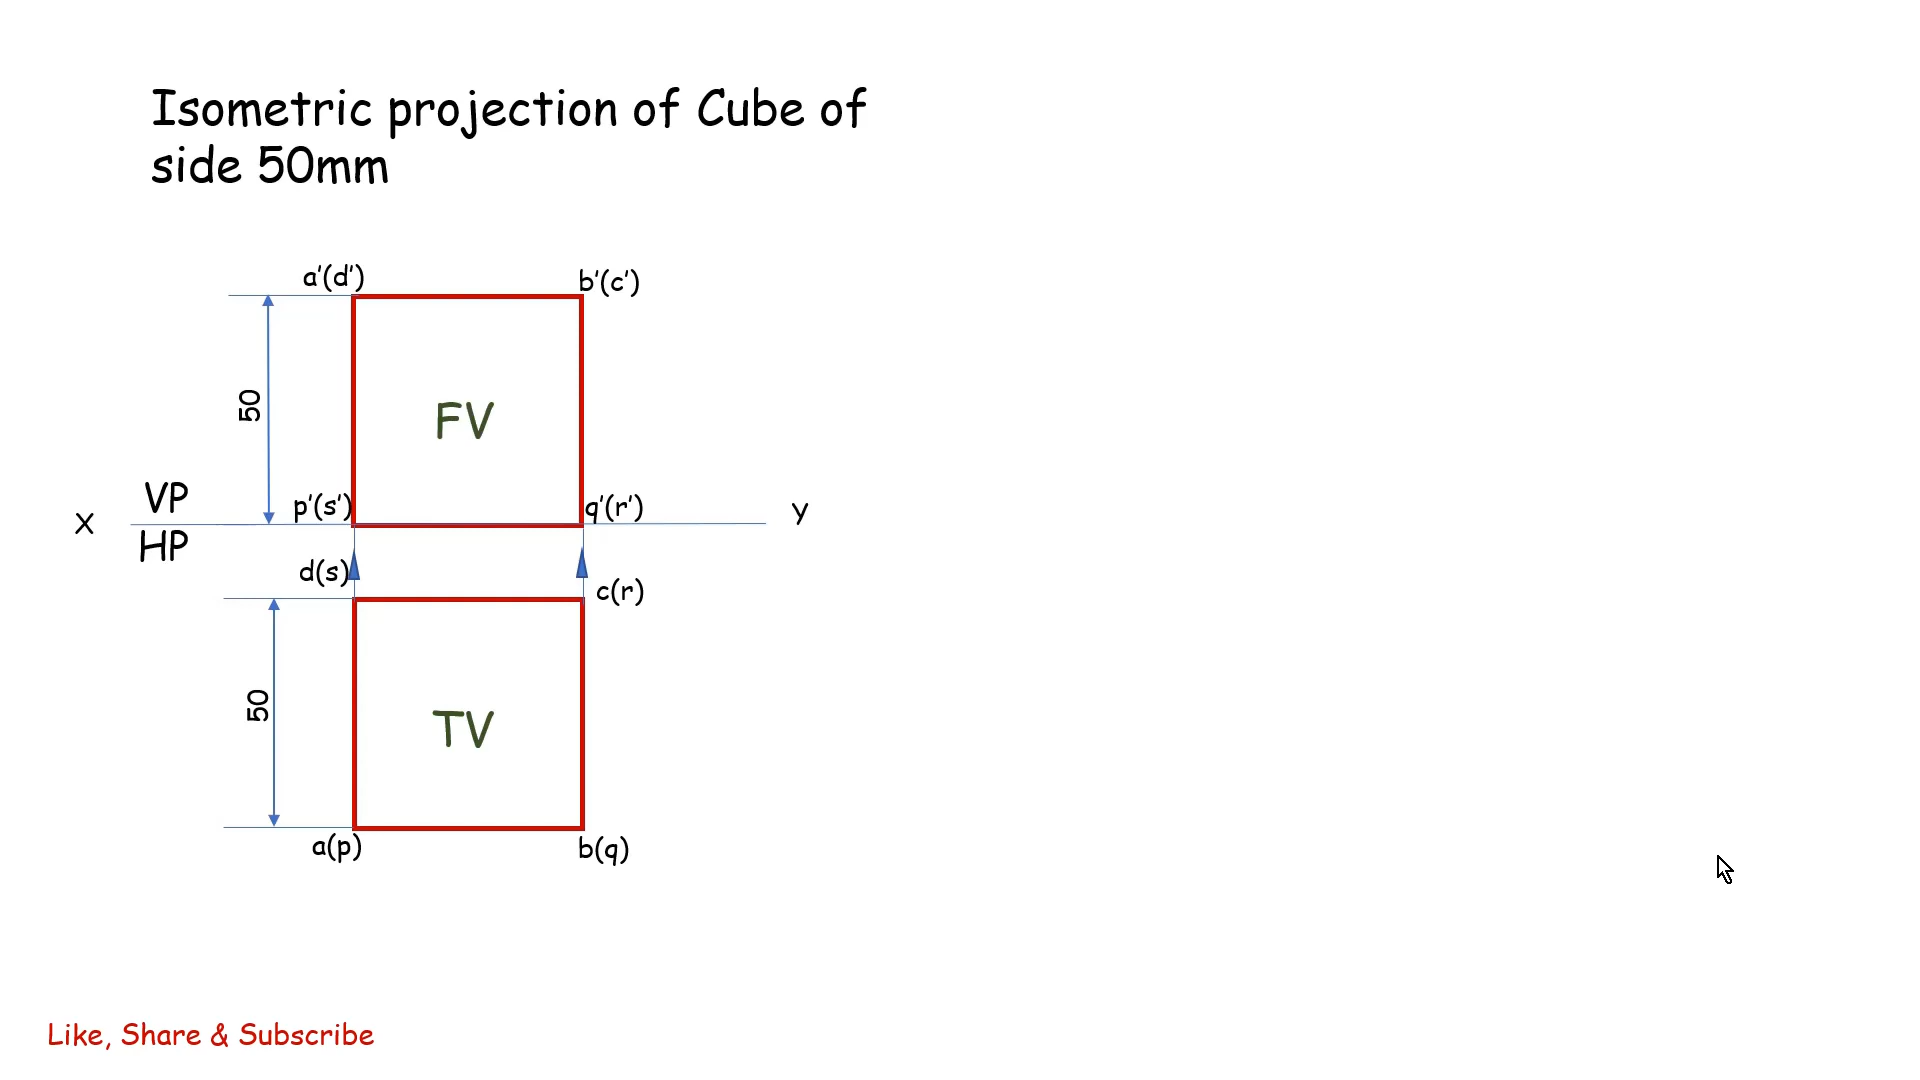 Isometric projection of Cube of
side 50mm
a'(d')
b'(c')
50
FV
VP
p'(s')
q'(r')
X
Y
HP
d(s)
c(r)
50
TV
a(p)
b(q)
Like, Share & Subscribe